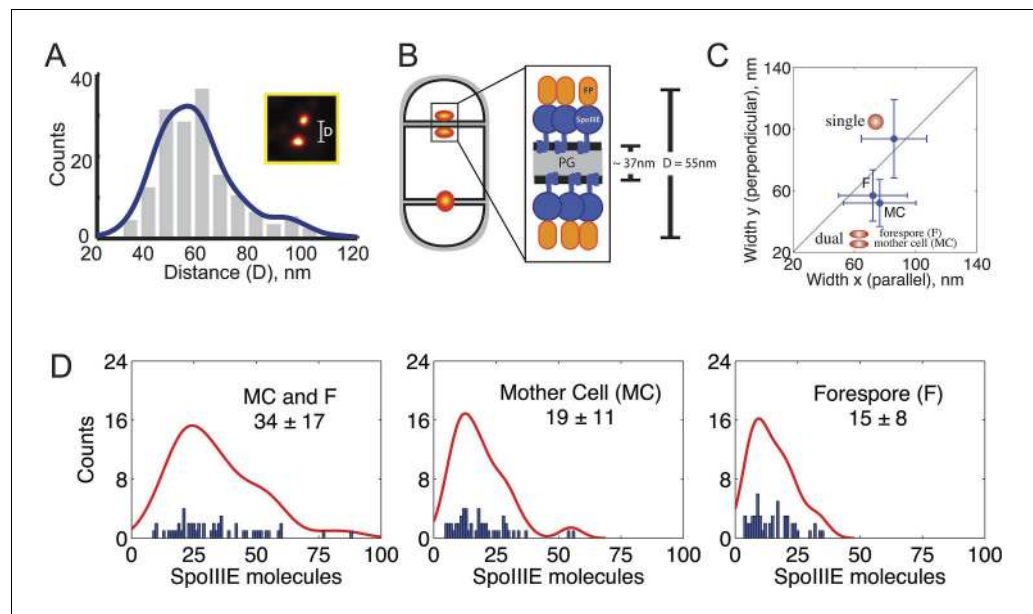 A
40
20
0
Counts
20 40 60 80 100 120
Distance (D), nm
D
B
FP
SpoIIIE
PG
~ 37nm
D = 55nm
C
140
100
60
20
Width y (perpendicular), nm
single
F
MC
dual
forespore (F)
mother cell (MC)
20 60 100 140
Width x (parallel), nm
D
24
16
8
0
Counts
MC and F
34 ± 17
0 25 50 75 100
SpoIIIE molecules
24
16
8
0
Mother Cell (MC)
19 ± 11
0 25 50 75 100
SpoIIIE molecules
24
16
8
0
Forespore (F)
15 ± 8
0 25 50 75 100
SpoIIIE molecules